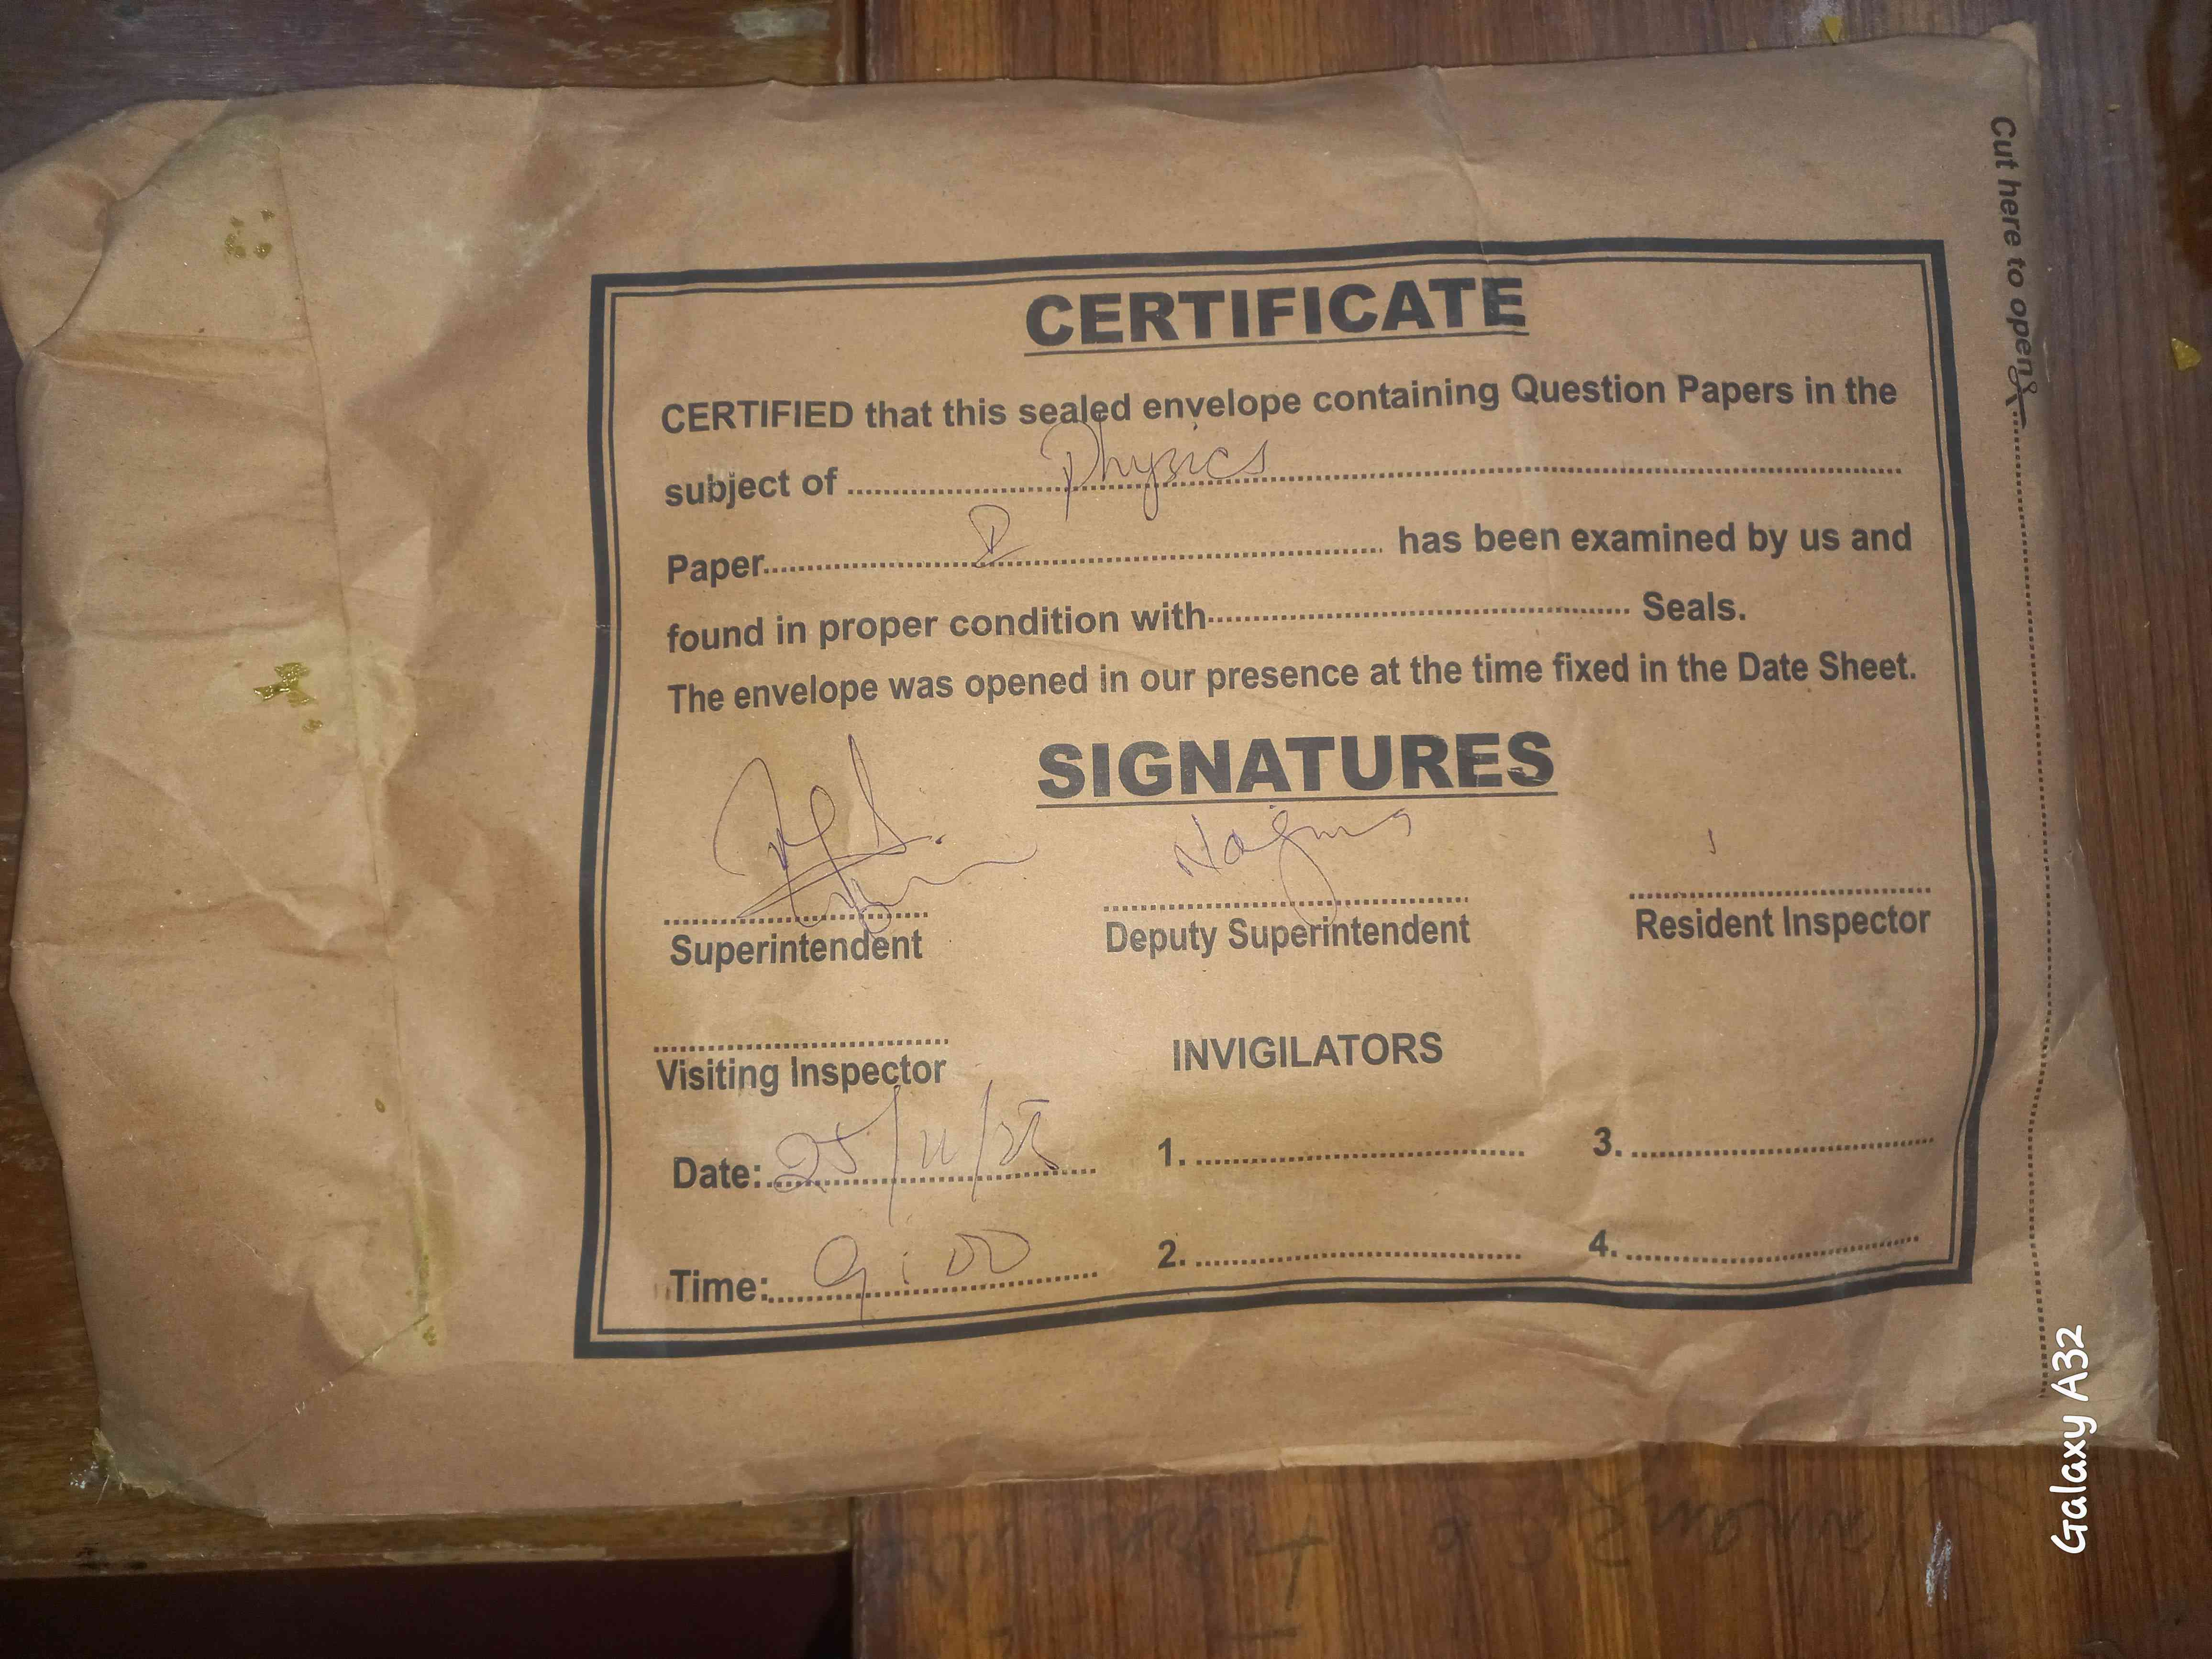 Cut here to open
CERTIFICATE
CERTIFIED that this sealed envelope containing Question Papers in the
subject of Physics
Paper I has been examined by us and
found in proper condition with Seals.
The envelope was opened in our presence at the time fixed in the Date Sheet.
SIGNATURES
Superintendent Deputy Superintendent Resident Inspector
Visiting Inspector INVIGILATORS
Date: 25/11/25 1. 3.
Time: 9:00 2. 4.
Galaxy A32